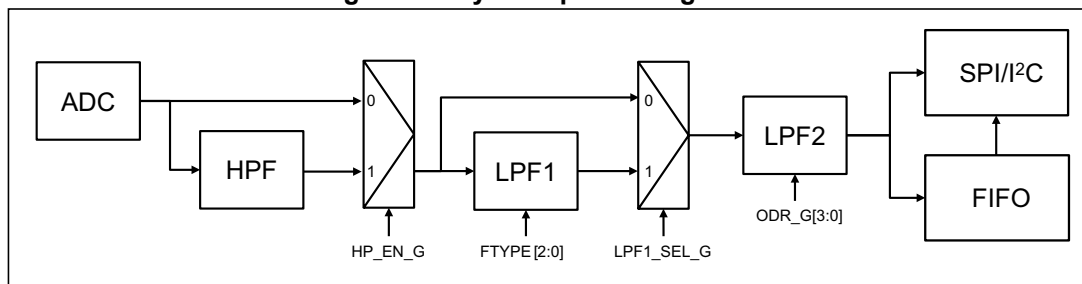 ADC
HPF
0
1
HP_EN_G
LPF1
FTYPE[2:0]
0
1
LPF1_SEL_G
LPF2
ODR_G[3:0]
SPI/I²C
FIFO